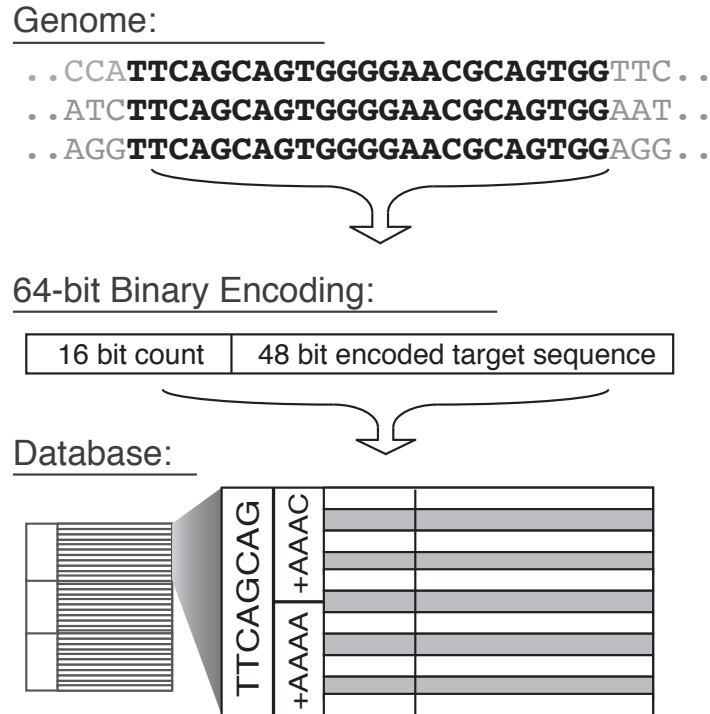 Genome:
..CCATTCAGCAGTGGGGAACGCAGTGGTTC..
..ATCTTCAGCAGTGGGGAACGCAGTGGAAT..
..AGGTTCAGCAGTGGGGAACGCAGTGGAGG..
64-bit Binary Encoding:
16 bit count 48 bit encoded target sequence
Database:
TTCAGCAG
+AAAC
+AAAA